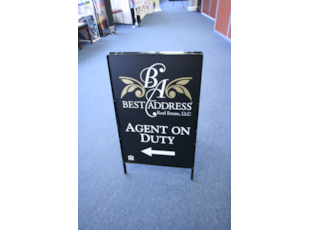 BA
BEST ADDRESS
Real Estate, LLC
AGENT ON
DUTY